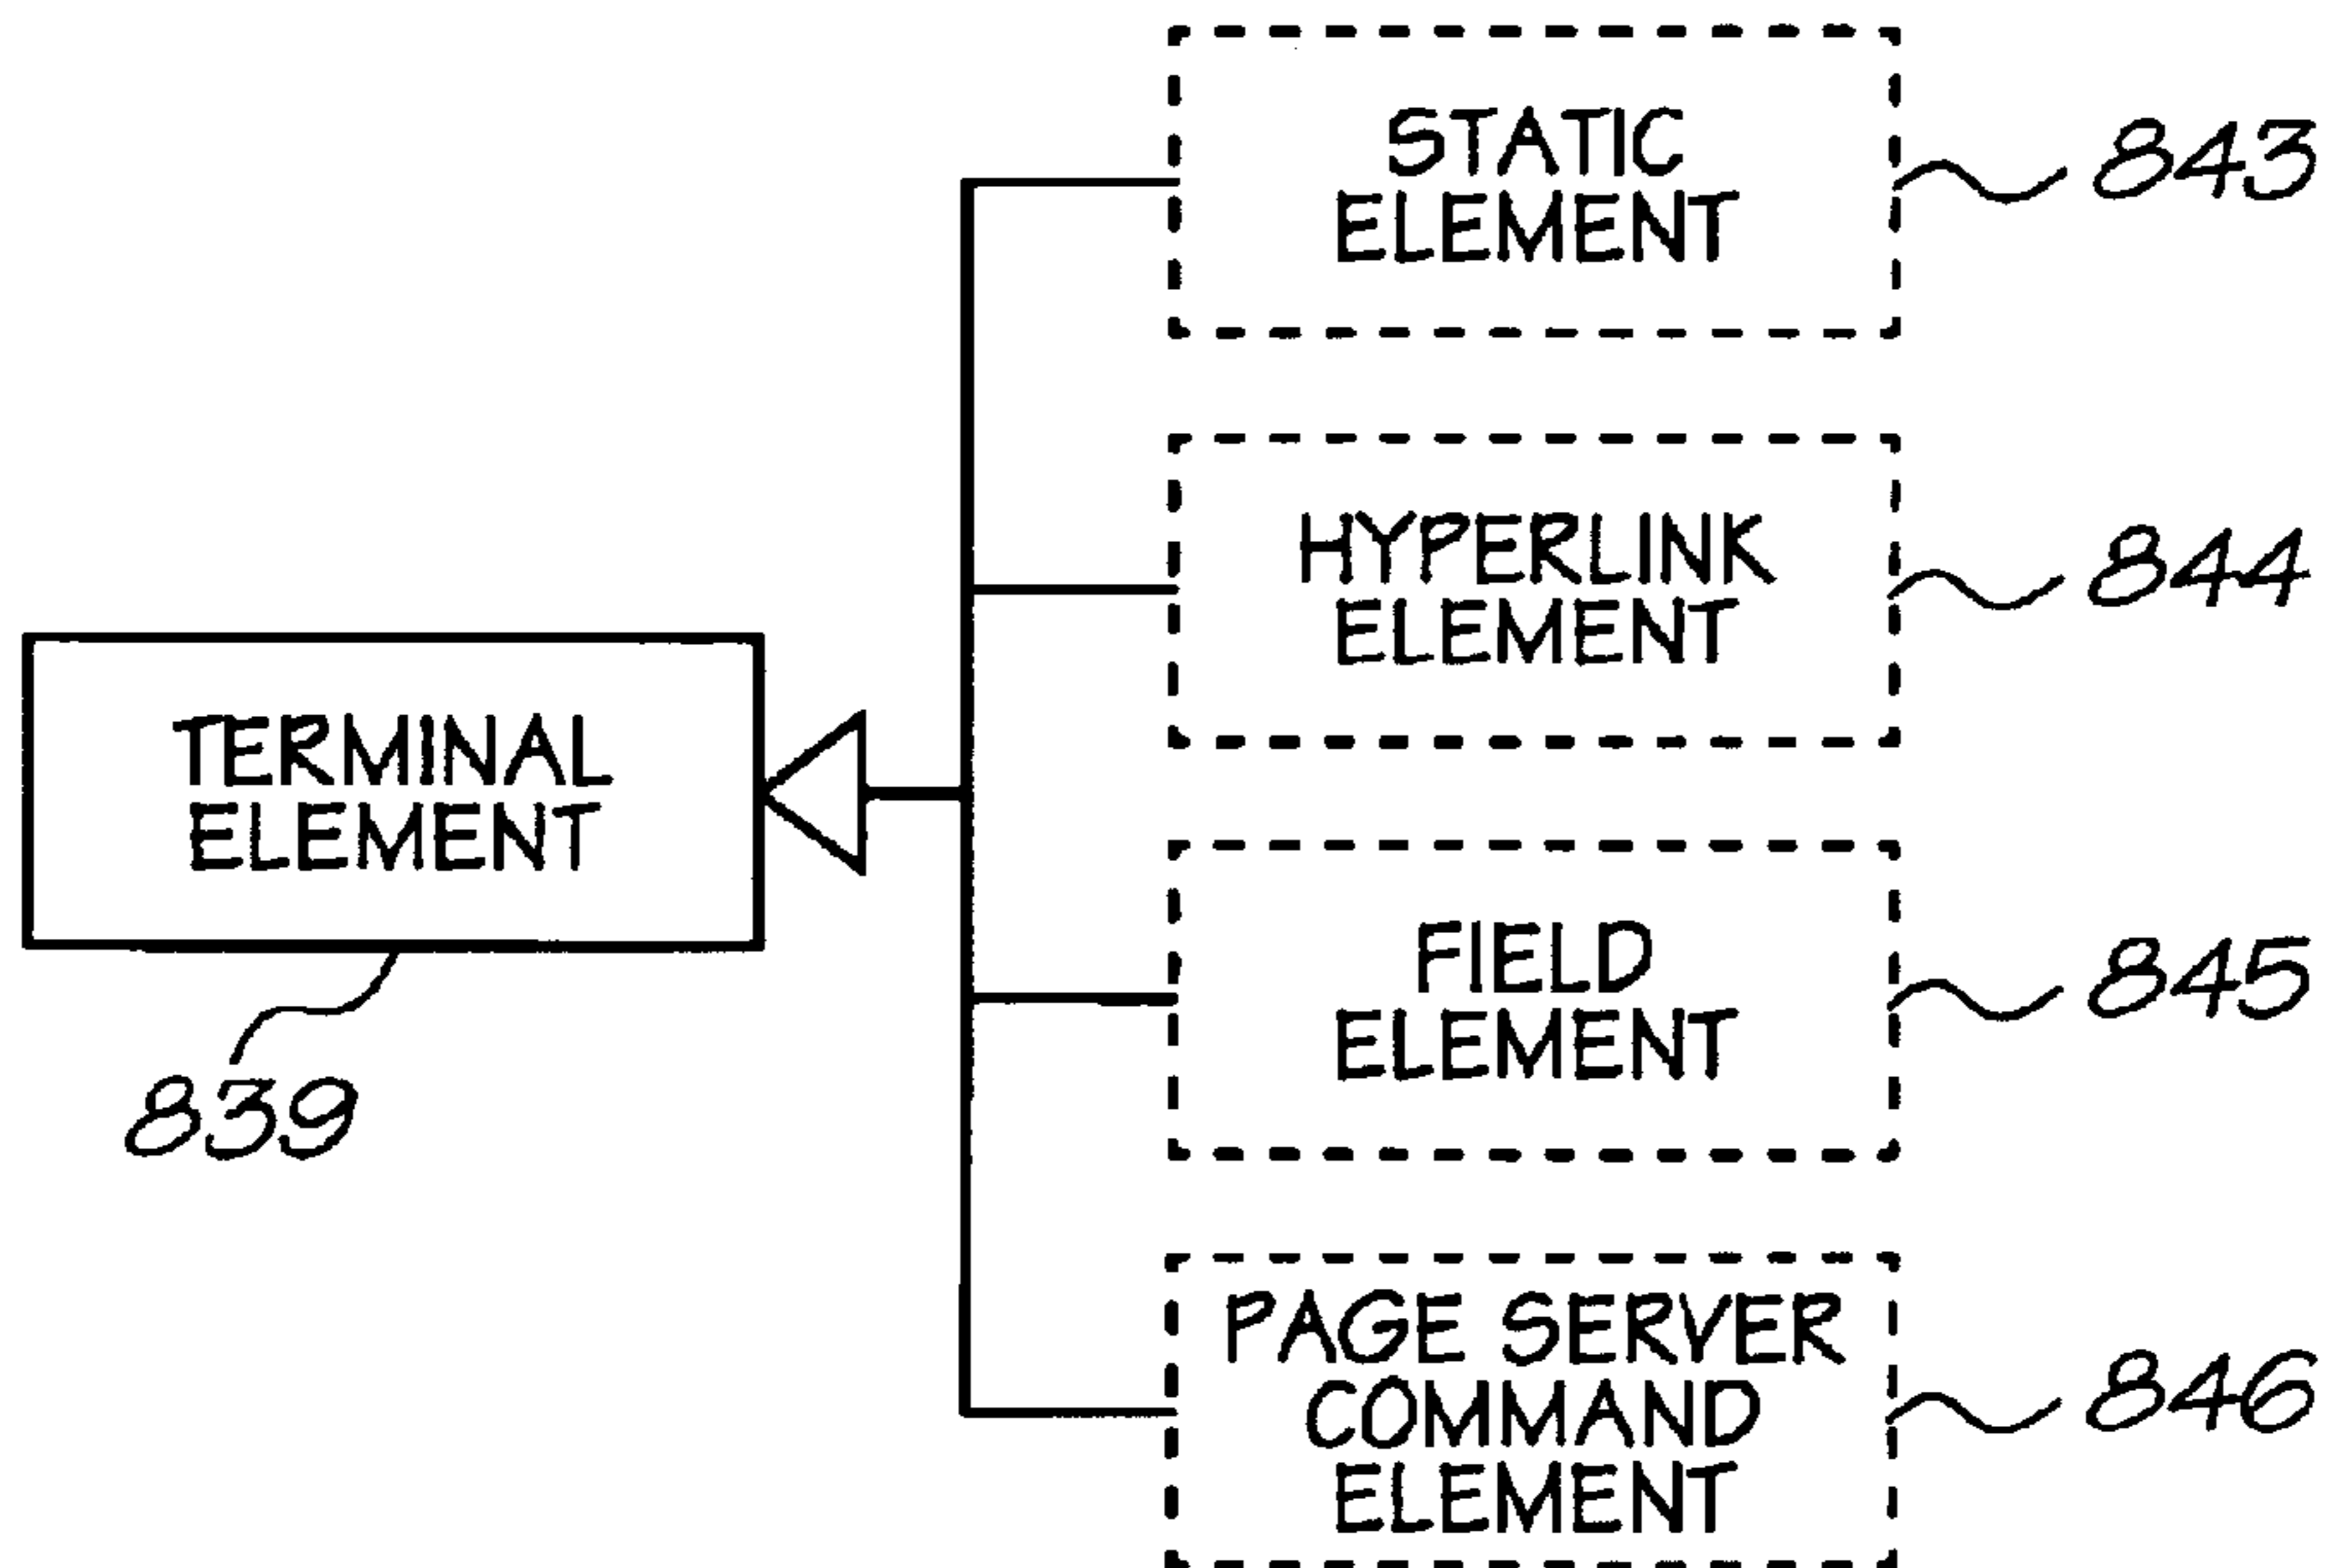 STATIC
ELEMENT
843
HYPERLINK
ELEMENT
844
TERMINAL
ELEMENT
839
FIELD
ELEMENT
845
PAGE SERVER
COMMAND
ELEMENT
846